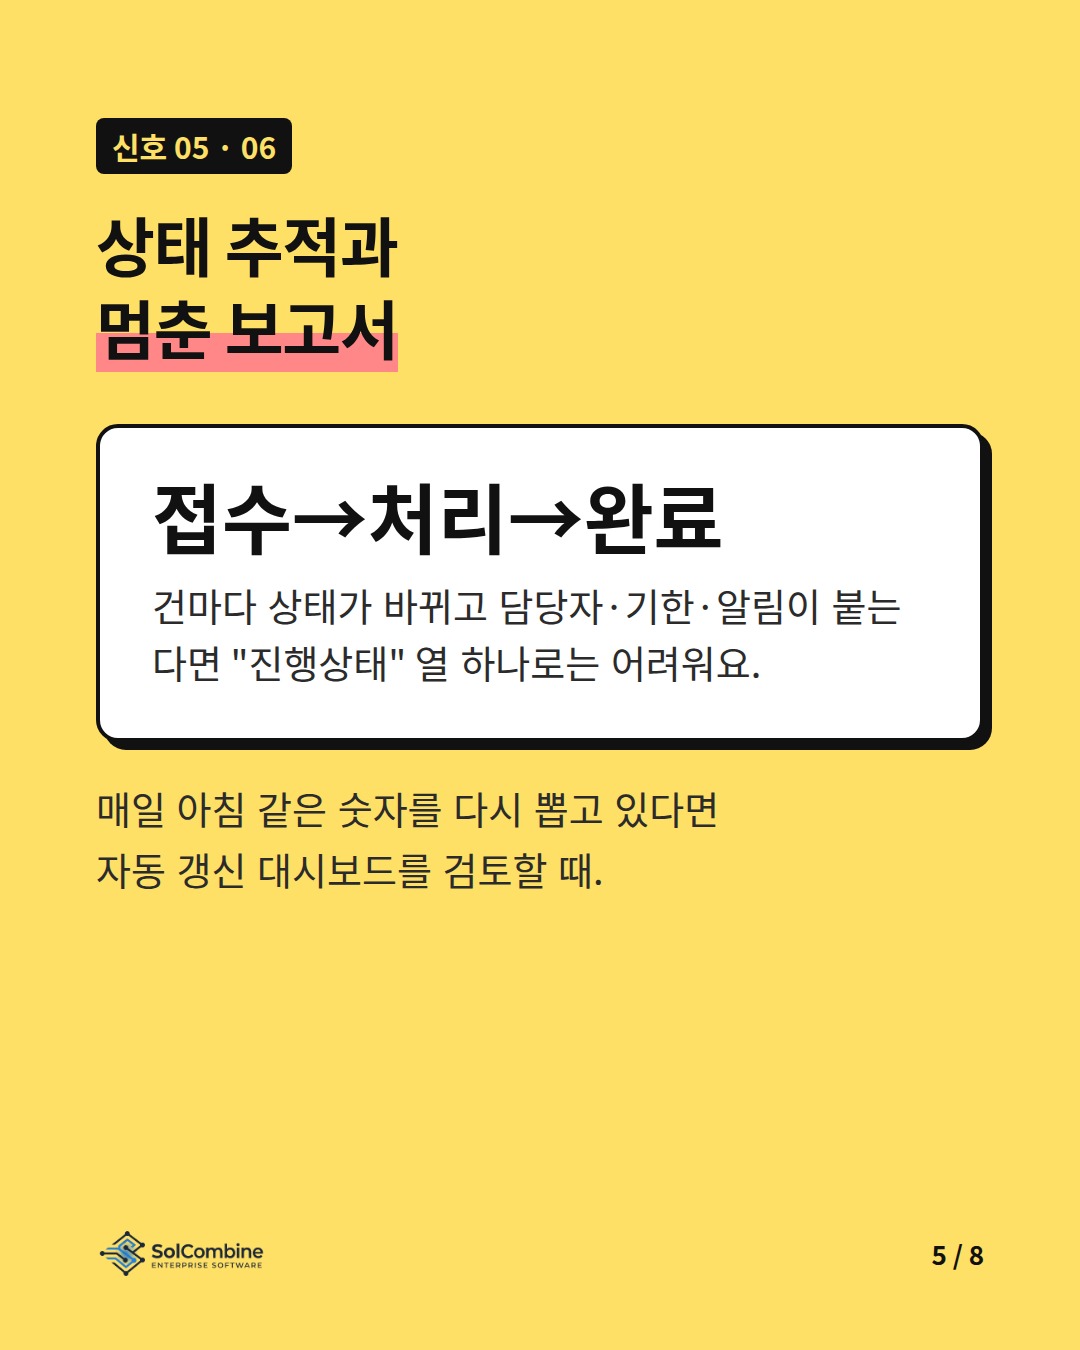 신호 05 · 06
상태 추적과
멈춘 보고서
접수→처리→완료
건마다 상태가 바뀌고 담당자·기한·알림이 붙는
다면 "진행상태" 열 하나로는 어려워요.
매일 아침 같은 숫자를 다시 뽑고 있다면
자동 갱신 대시보드를 검토할 때.
SolCombine
ENTERPRISE SOFTWARE
5 / 8